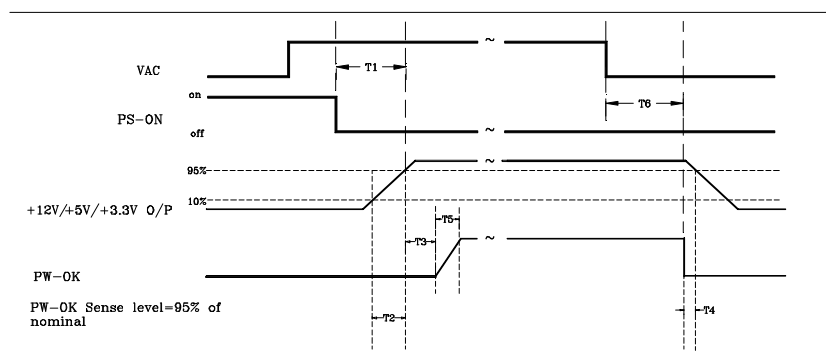 VAC
~
T1
on
PS-ON
off
~
T6
95%
10%
+12V/+5V/+3.3V O/P
~
T5
T3
~
PW-OK
PW-OK Sense level=95% of
nominal
T2
T4